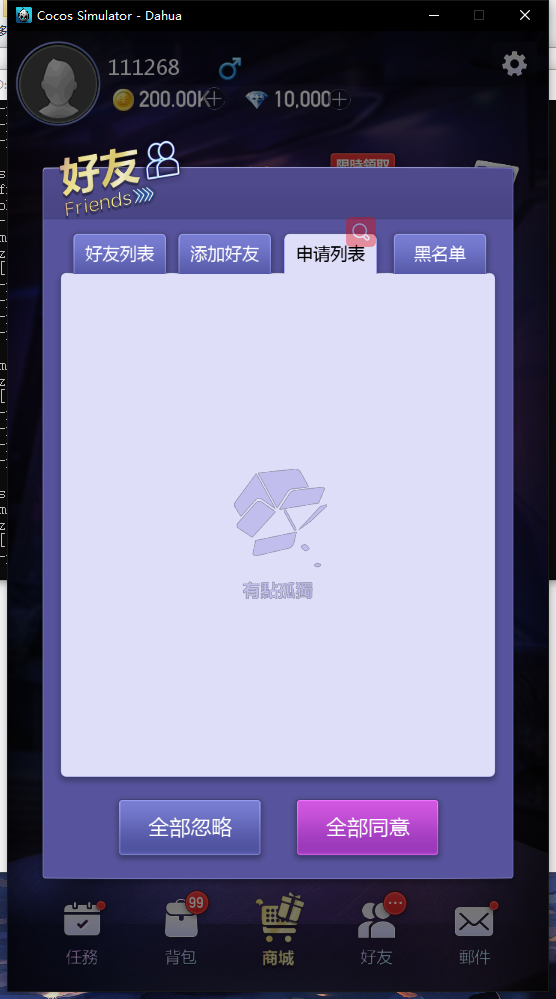 Cocos Simulator - Dahua
111268
200.00K
10,000
限時領取
好友
Friends
好友列表
添加好友
申请列表
黑名单
有點孤獨
全部忽略
全部同意
99
任務
背包
商城
好友
郵件